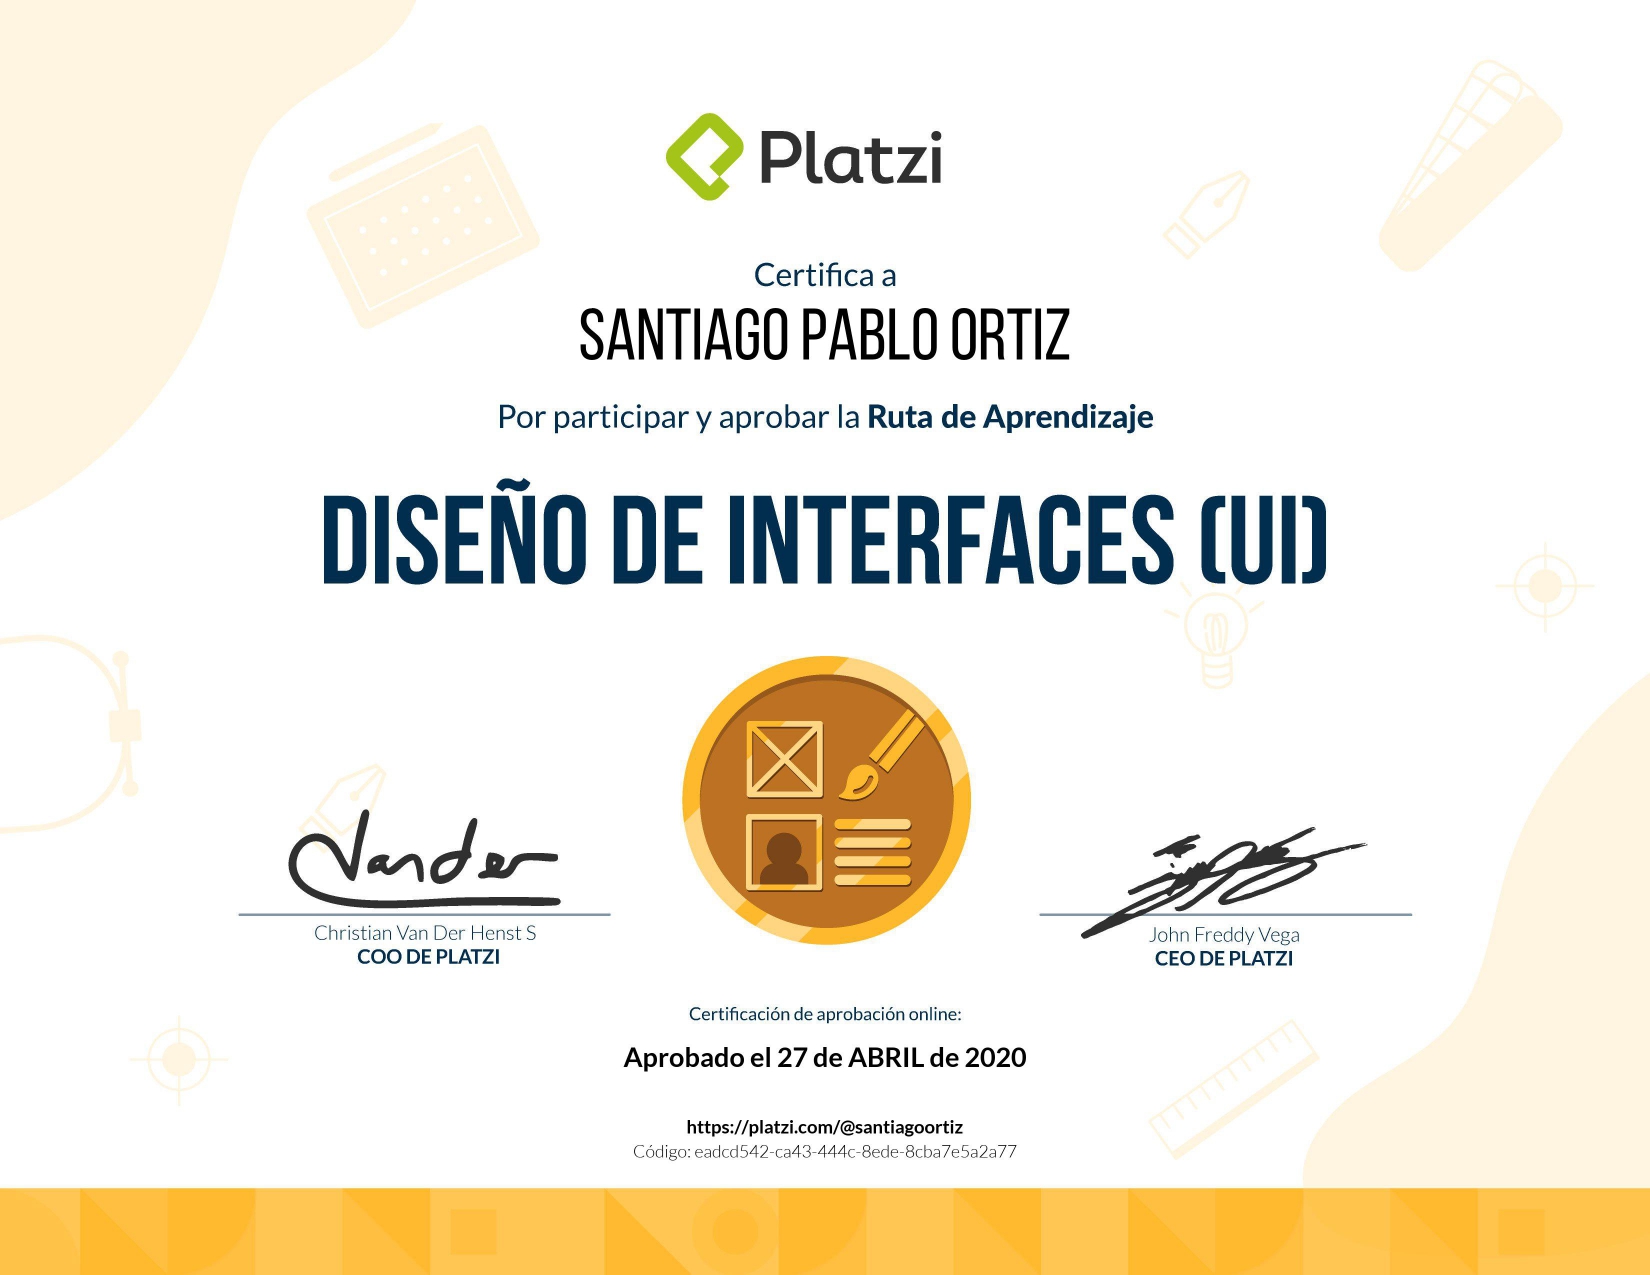 Platzi
Certifica a
SANTIAGO PABLO ORTIZ
Por participar y aprobar la Ruta de Aprendizaje
DISEÑO DE INTERFACES (UI)
Vander
Christian Van Der Henst S
COO DE PLATZI
John Freddy Vega
CEO DE PLATZI
Certificación de aprobación online:
Aprobado el 27 de ABRIL de 2020
https://platzi.com/@santiagoortiz
Código: eadcd542-ca43-444c-8ede-8cba7e5a2a77